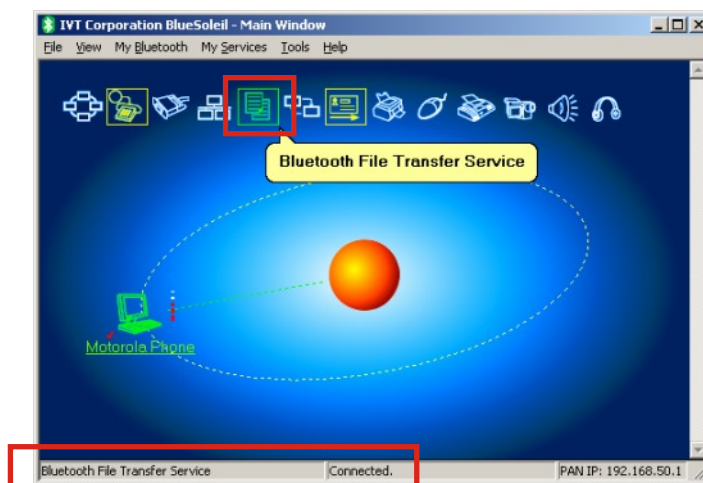 IVT Corporation BlueSoleil - Main Window
File View My Bluetooth My Services Tools Help
Bluetooth File Transfer Service
Motorola Phone
Bluetooth File Transfer Service Connected. PAN IP: 192.168.50.1